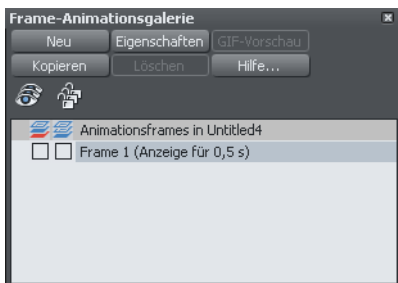 Frame-Animationsgalerie
Neu Eigenschaften GIF-Vorschau
Kopieren Löschen Hilfe...
Animationsframes in Untitled4
Frame 1 (Anzeige für 0,5 s)